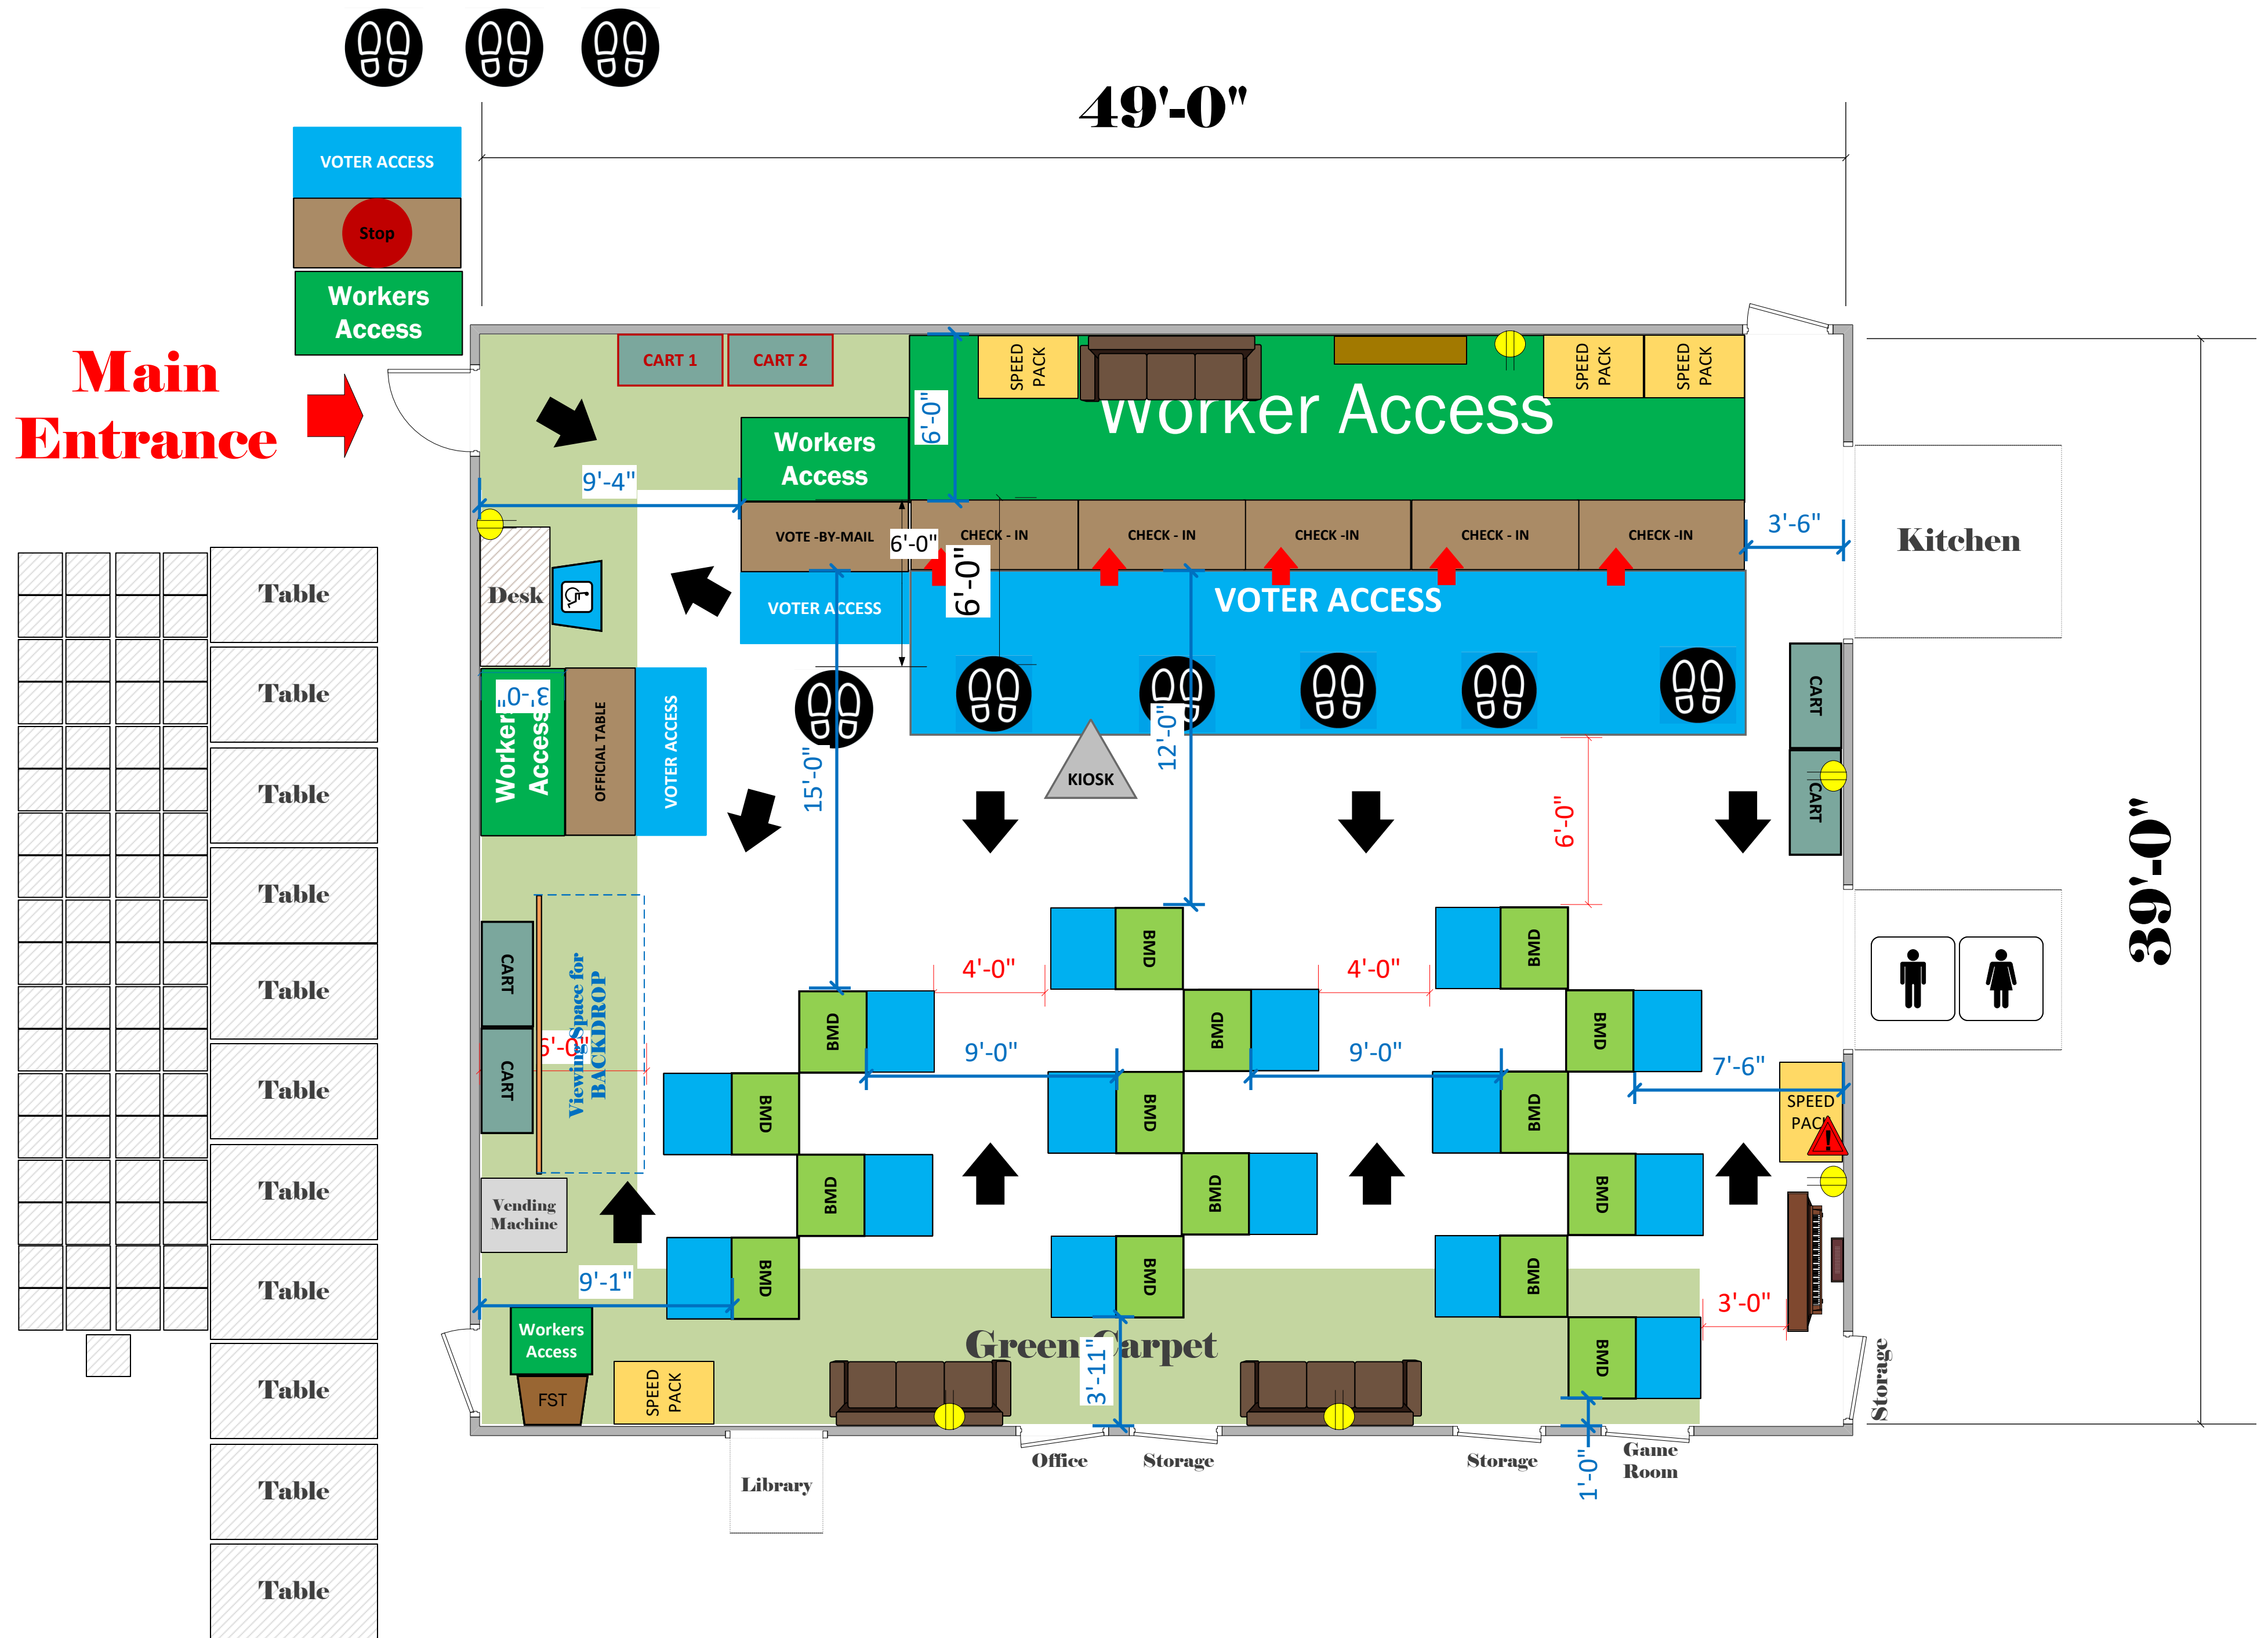 49'-0"
VOTER ACCESS
Stop
Workers
Access
Main
Entrance
CART 1
CART 2
SPEED
PACK
SPEED
PACK
SPEED
PACK
Worker Access
6'-0"
Workers
Access
9'-4"
VOTE -BY-MAIL
6'-0"
CHECK - IN
CHECK - IN
CHECK -IN
CHECK - IN
CHECK -IN
3'-6"
Kitchen
6'-0"
Desk
VOTER ACCESS
VOTER ACCESS
Table
Table
Table
Table
Table
Table
Table
Table
Table
Table
Table
3'-0"
Workers
Access
OFFICIAL TABLE
VOTER ACCESS
15'-0"
12'-0"
KIOSK
6'-0"
CART
CART
39'-0"
CART
CART
6'-0"
Viewing Space for
BACKDROP
4'-0"
4'-0"
BMD
BMD
BMD
BMD
BMD
9'-0"
9'-0"
7'-6"
BMD
BMD
BMD
SPEED
PACK
BMD
BMD
BMD
Vending
Machine
9'-1"
BMD
BMD
BMD
3'-0"
Workers
Access
Green Carpet
3'-11"
BMD
FST
SPEED
PACK
Storage
1'-0"
Library
Office
Storage
Storage
Game
Room